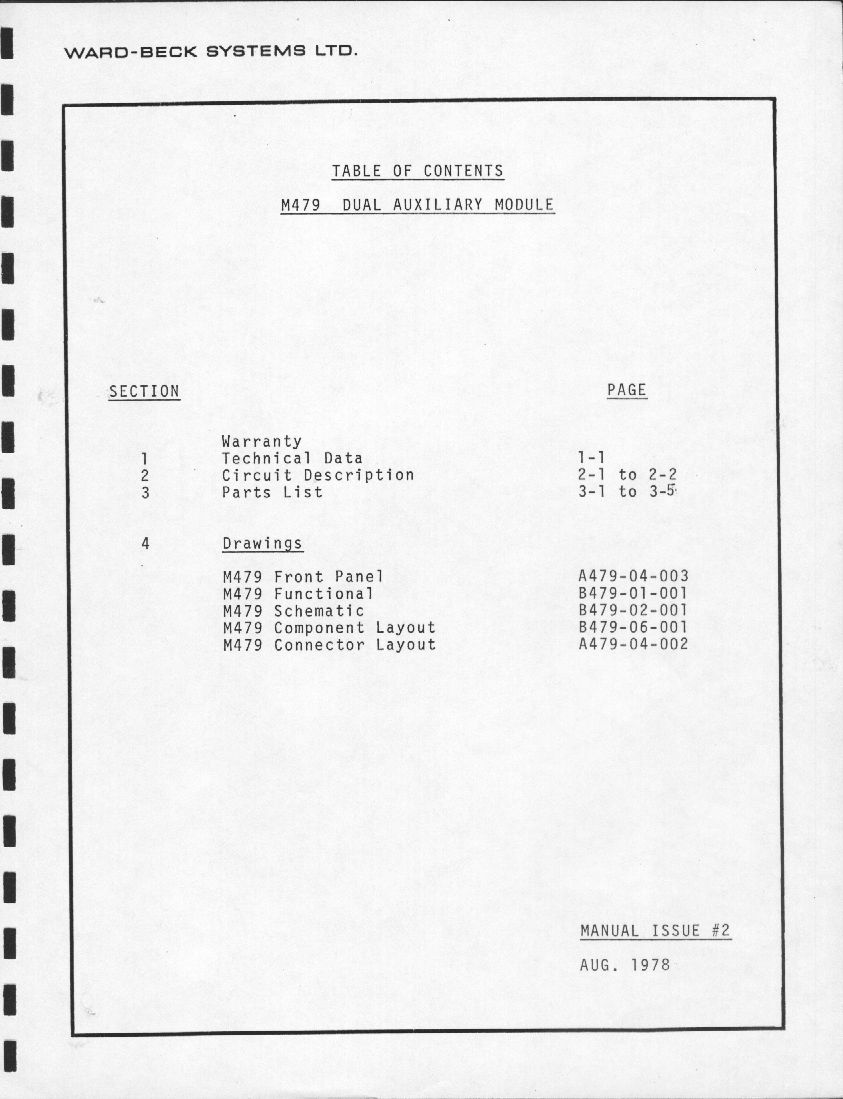 WARD-BECK SYSTEMS LTD.
TABLE OF CONTENTS
M479 DUAL AUXILIARY MODULE
SECTION PAGE
Warranty
1 Technical Data 1-1
2 Circuit Description 2-1 to 2-2
3 Parts List 3-1 to 3-5
4 Drawings
M479 Front Panel A479-04-003
M479 Functional B479-01-001
M479 Schematic B479-02-001
M479 Component Layout B479-06-001
M479 Connector Layout A479-04-002
MANUAL ISSUE #2
AUG. 1978